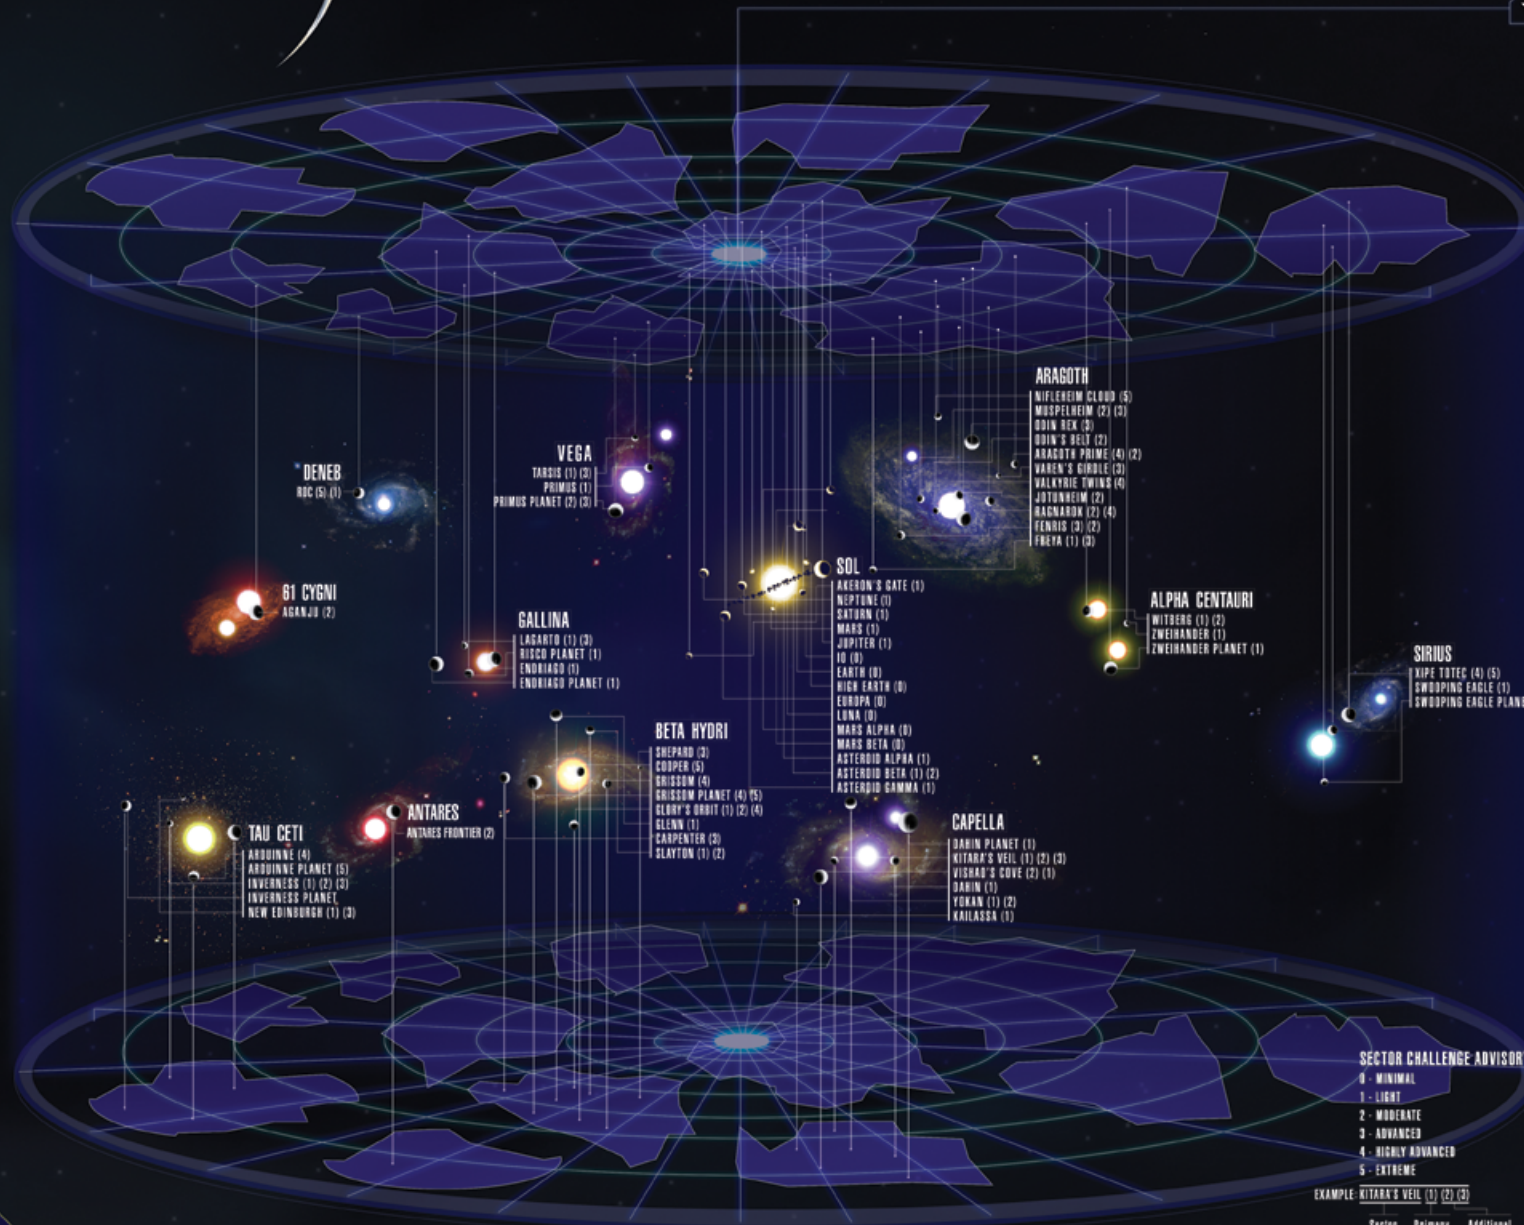 ARAGOTH
NIFLEHEIM CLOUD (5)
MUSPELHEIM (2) (3)
ODIN REX (3)
ODIN'S BELT (2)
ARAGOTH PRIME (4) (2)
VAREN'S GIRDLE (3)
VALKYRIE TWINS (4)
JOTUNHEIM (2)
RAGNAROK (2) (4)
FENRIS (3) (2)
FREYA (1) (3)
VEGA
TARSIS (1) (3)
PRIMUS (1)
PRIMUS PLANET (2) (3)
DENEB
ROC (5) (1)
SOL
AKERON'S GATE (1)
NEPTUNE (1)
SATURN (1)
MARS (1)
JUPITER (1)
IO (0)
EARTH (0)
HIGH EARTH (0)
EUROPA (0)
LUNA (0)
MARS ALPHA (0)
MARS BETA (0)
ASTEROID ALPHA (1)
ASTEROID BETA (1) (2)
ASTEROID GAMMA (1)
61 CYGNI
AGANJU (2)
ALPHA CENTAURI
WITBERG (1) (2)
ZWEIHANDER (1)
ZWEIHANDER PLANET (1)
GALLINA
LAGARTO (1) (3)
RISCO PLANET (1)
ENDRIAGO (1)
ENDRIAGO PLANET (1)
SIRIUS
XIPE TOTEC (4) (5)
SWOOPING EAGLE (1)
SWOOPING EAGLE PLANE
BETA HYDRI
SHEPARD (3)
COOPER (5)
GRISSOM (4)
GRISSOM PLANET (4) (5)
GLORY'S ORBIT (1) (2) (4)
GLENN (1)
CARPENTER (3)
SLAYTON (1) (2)
ANTARES
ANTARES FRONTIER (2)
TAU CETI
ARDUINNE (4)
ARDUINNE PLANET (5)
INVERNESS (1) (2) (3)
INVERNESS PLANET
NEW EDINBURGH (1) (3)
CAPELLA
DAHIN PLANET (1)
KITARA'S VEIL (1) (2) (3)
VISHAD'S COVE (2) (1)
DAHIN (1)
YOKAN (1) (2)
KAILASSA (1)
SECTOR CHALLENGE ADVISOR
0 - MINIMAL
1 - LIGHT
2 - MODERATE
3 - ADVANCED
4 - HIGHLY ADVANCED
5 - EXTREME
EXAMPLE: KITARA'S VEIL (1) (2) (3)
Sector Primary Additional